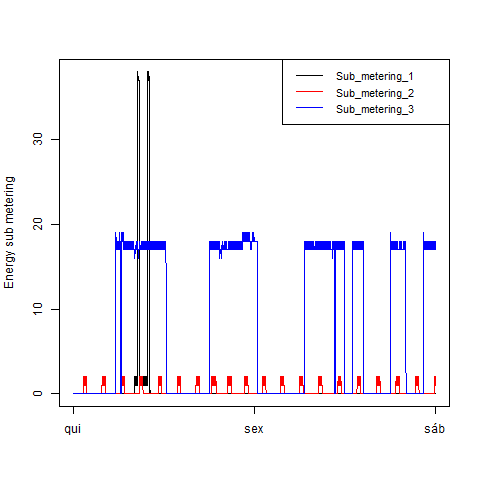 Sub_metering_1
Sub_metering_2
Sub_metering_3
Energy sub metering
30
20
10
0
qui sex sáb